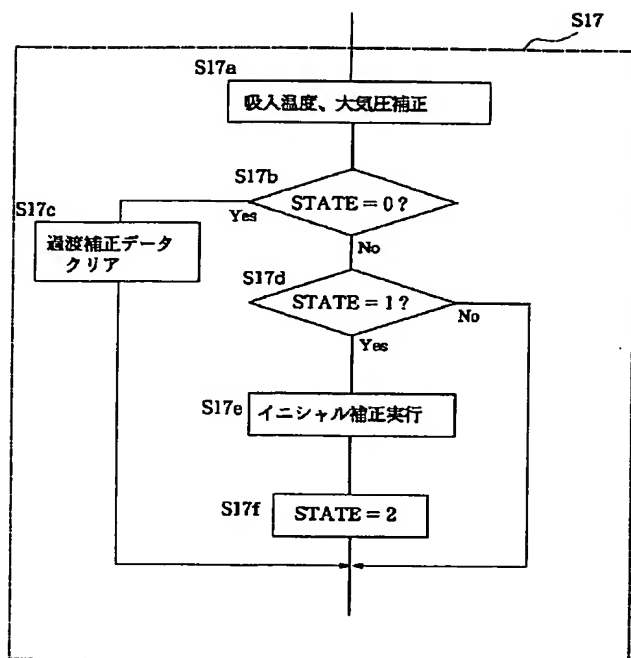 S17
S17a
吸入温度、大気圧補正
S17b
STATE = 0?
Yes
No
S17c
過渡補正データ
クリア
S17d
STATE = 1?
No
Yes
S17e
イニシャル補正実行
S17f
STATE = 2